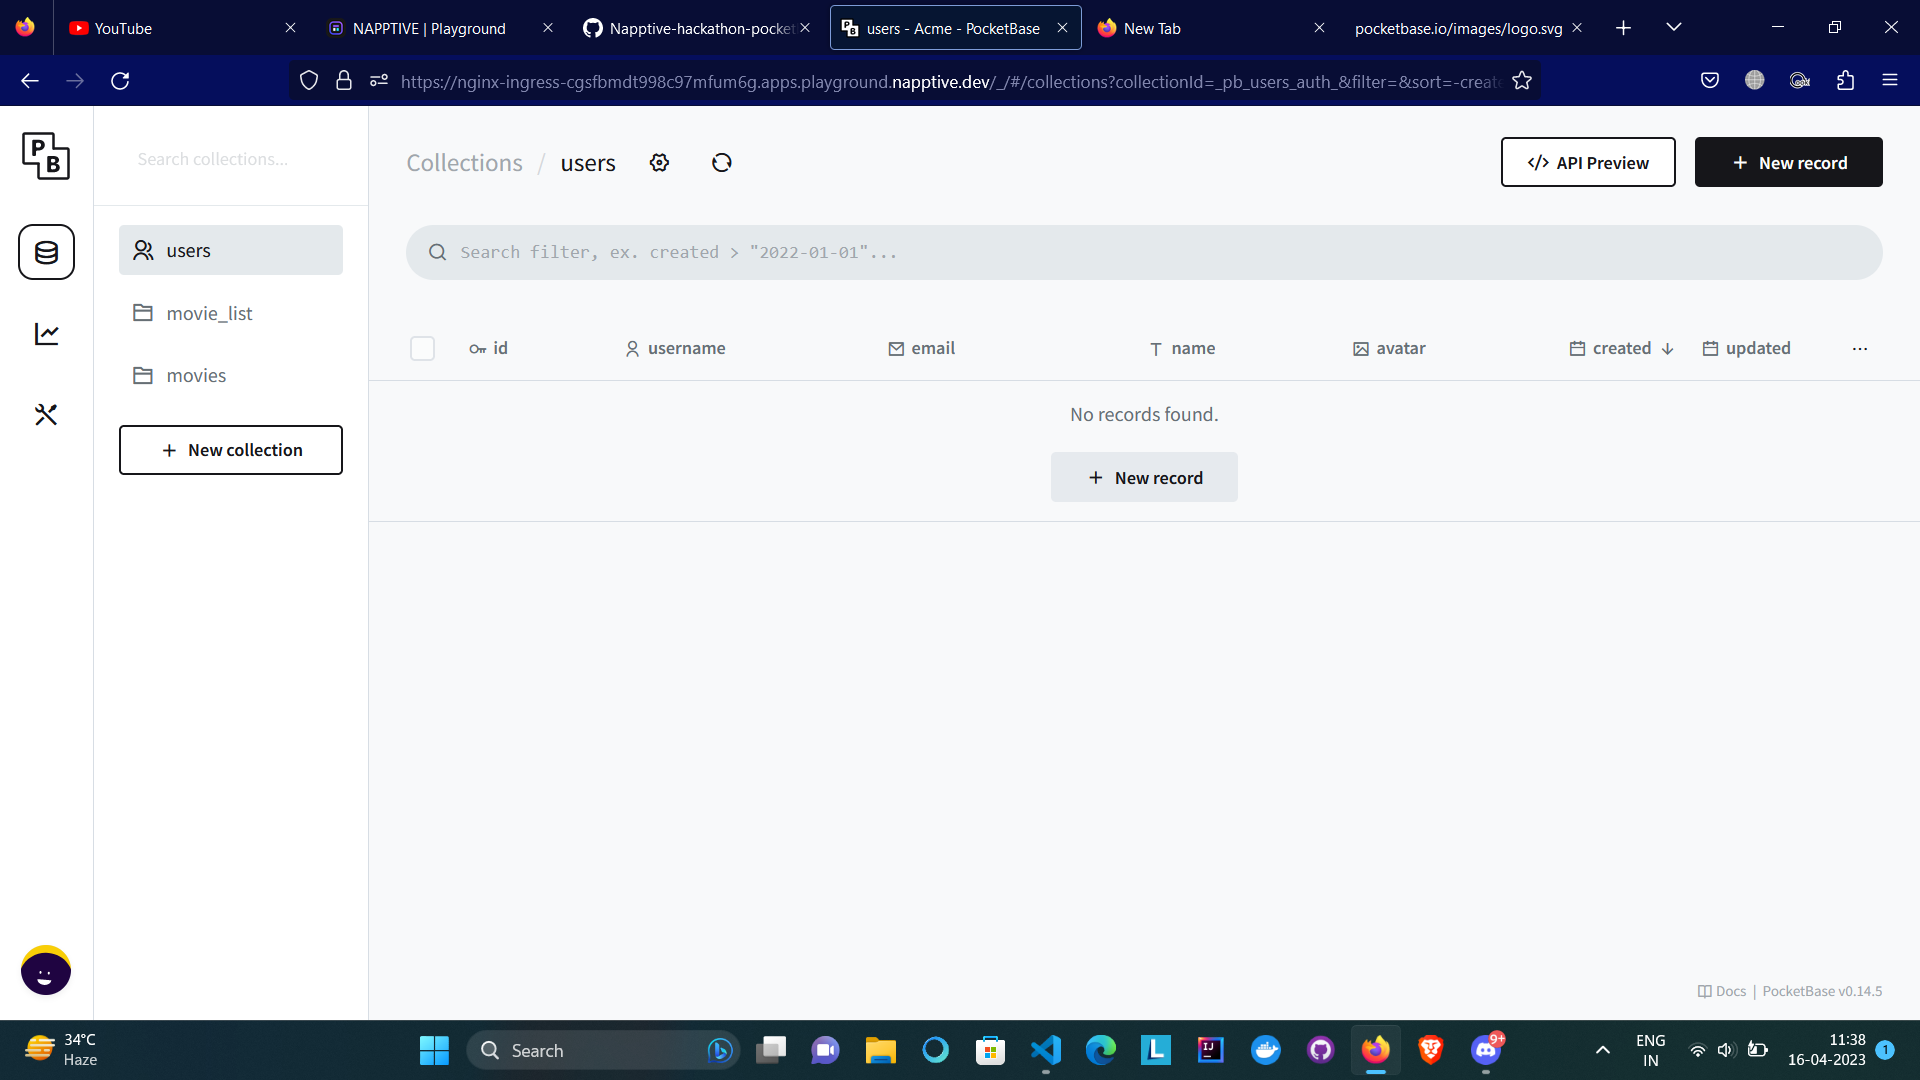 YouTube
NAPPTIVE | Playground
Napptive-hackathon-pocket
users - Acme - PocketBase
New Tab
pocketbase.io/images/logo.svg
https://nginx-ingress-cgsfbmdt998c97mfum6g.apps.playground.napptive.dev/_/#/collections?collectionId=_pb_users_auth_&filter=&sort=-create
P
B
Search collections...
users
movie_list
movies
+ New collection
Collections / users
</> API Preview
+ New record
Search filter, ex. created > "2022-01-01"...
id username email name avatar created updated
No records found.
+ New record
Docs | PocketBase v0.14.5
34°C
Haze
Search
L
IJ
9+
ENG
IN
11:38
16-04-2023
1